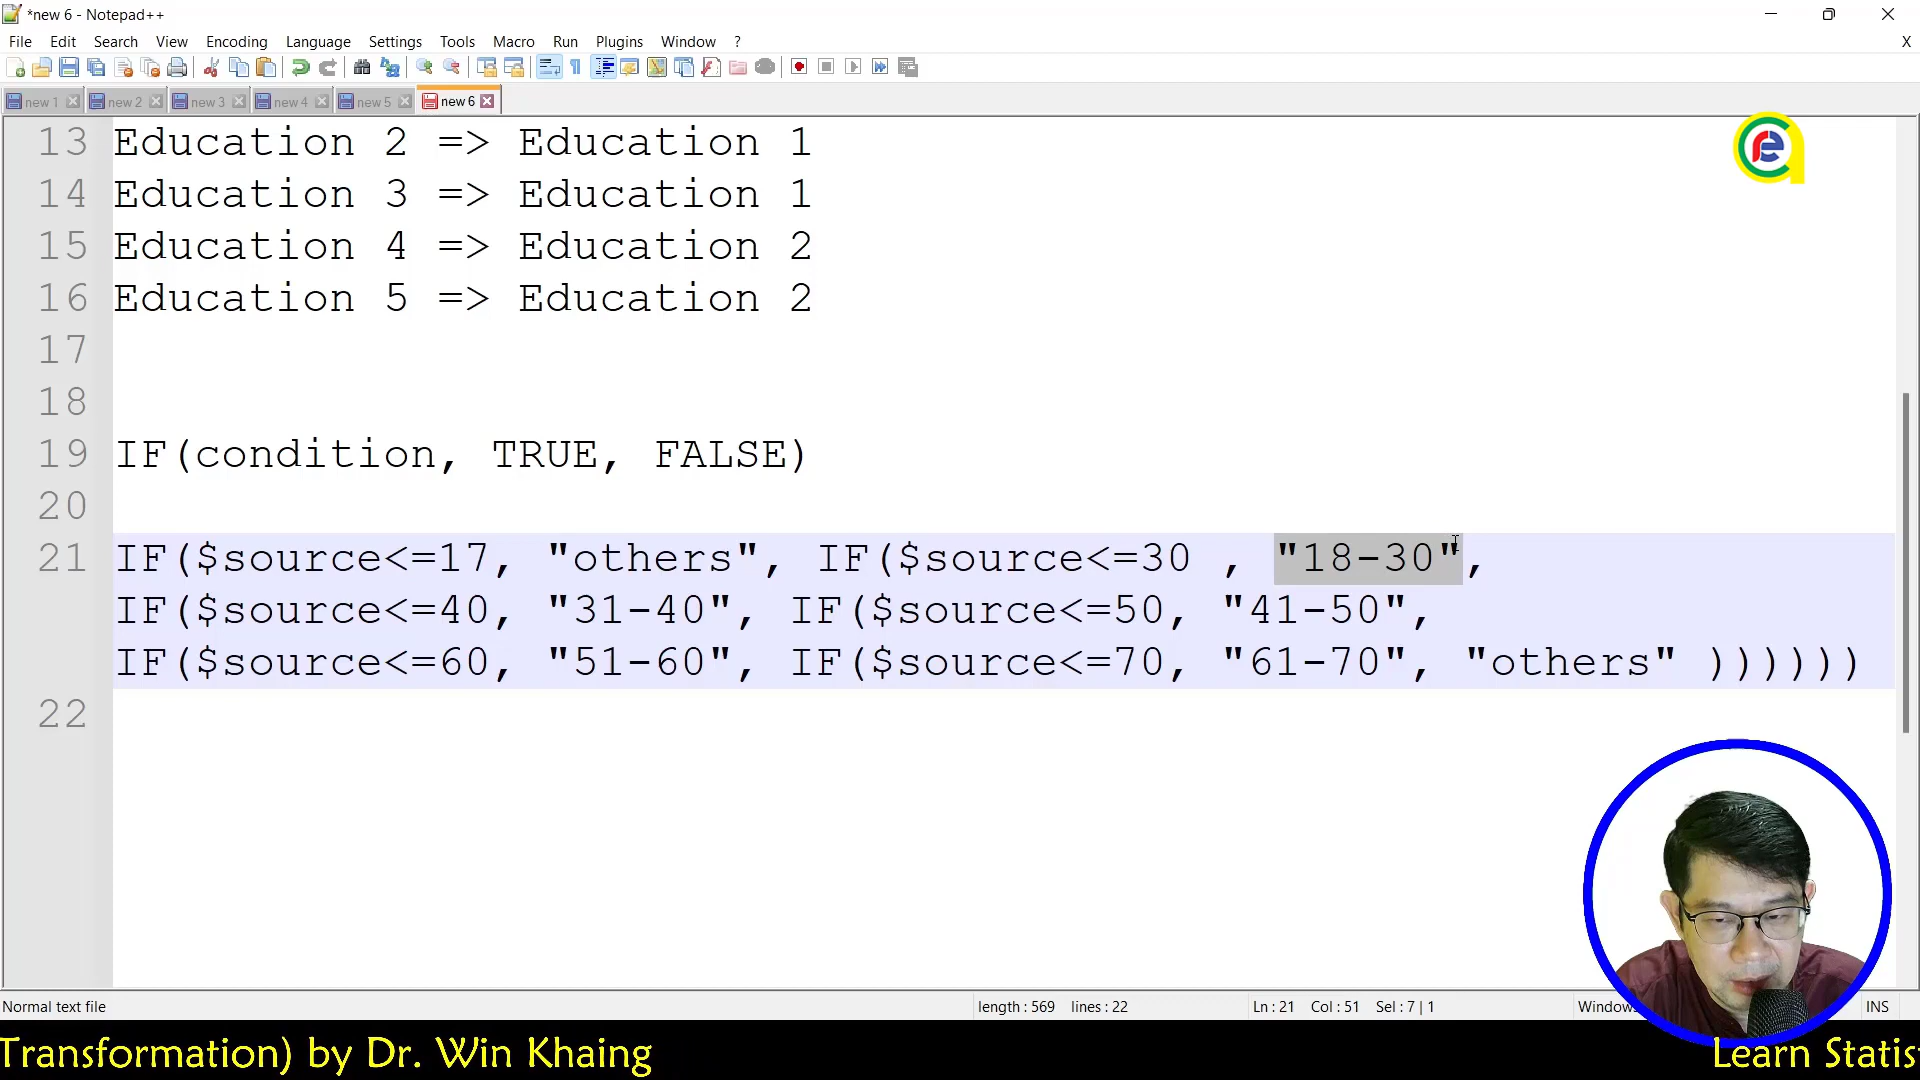 *new 6 - Notepad++
File Edit Search View Encoding Language Settings Tools Macro Run Plugins Window ? X
new 1 new 2 new 3 new 4 new 5 new 6
13 Education 2 => Education 1
14 Education 3 => Education 1
15 Education 4 => Education 2
16 Education 5 => Education 2
17
18
19 IF(condition, TRUE, FALSE)
20
21 IF($source<=17, "others", IF($source<=30 , "18-30",
IF($source<=40, "31-40", IF($source<=50, "41-50",
IF($source<=60, "51-60", IF($source<=70, "61-70", "others" ))))))
22
Normal text file length : 569 lines : 22 Ln : 21 Col : 51 Sel : 7 | 1 Window INS
Transformation) by Dr. Win Khaing Learn Statis